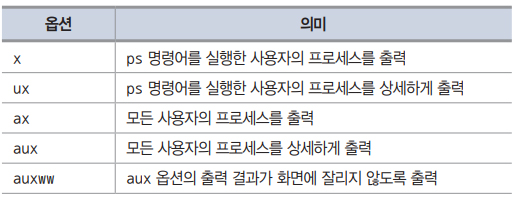 옵션 의미
x ps 명령어를 실행한 사용자의 프로세스를 출력
ux ps 명령어를 실행한 사용자의 프로세스를 상세하게 출력
ax 모든 사용자의 프로세스를 출력
aux 모든 사용자의 프로세스를 상세하게 출력
auxww aux 옵션의 출력 결과가 화면에 잘리지 않도록 출력